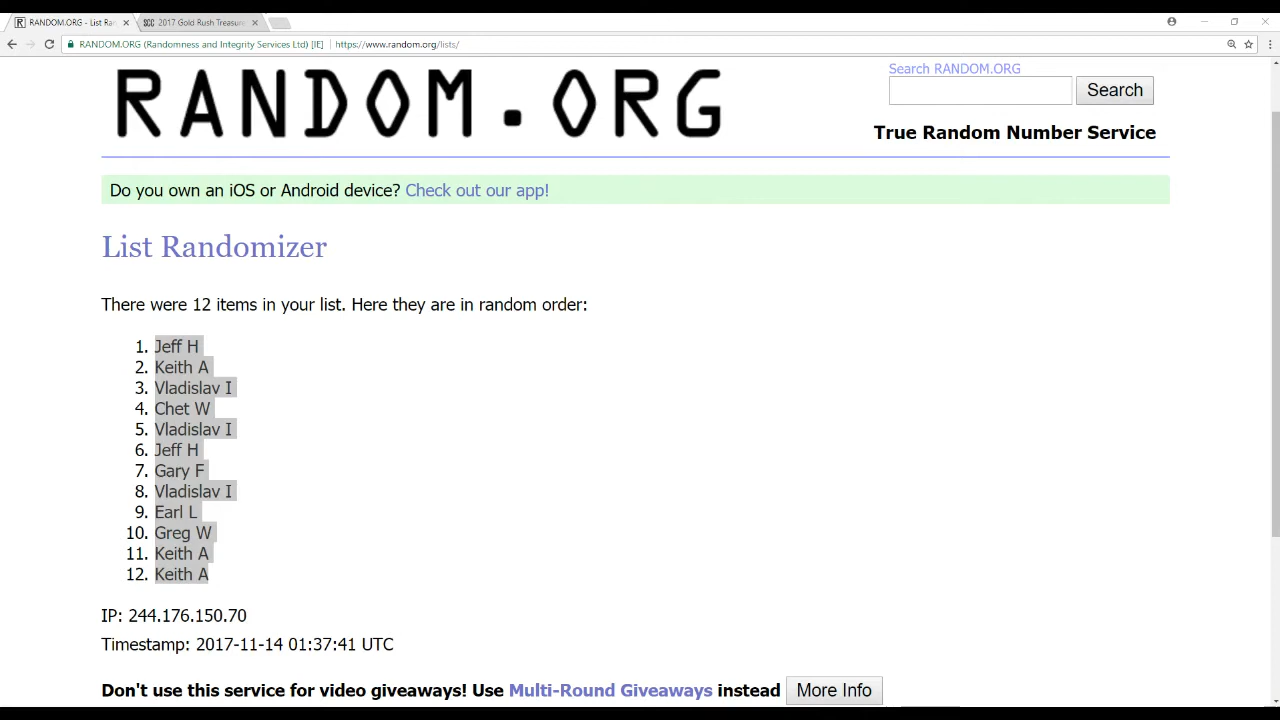 RANDOM.ORG - List Ra
2017 Gold Rush Treasure
RANDOM.ORG (Randomness and Integrity Services Ltd) [IE] https://www.random.org/lists/
RANDOM.ORG
Search RANDOM.ORG
Search
True Random Number Service
Do you own an iOS or Android device? Check out our app!
List Randomizer
There were 12 items in your list. Here they are in random order:
1. Jeff H
2. Keith A
3. Vladislav I
4. Chet W
5. Vladislav I
6. Jeff H
7. Gary F
8. Vladislav I
9. Earl L
10. Greg W
11. Keith A
12. Keith A
IP: 244.176.150.70
Timestamp: 2017-11-14 01:37:41 UTC
Don't use this service for video giveaways! Use Multi-Round Giveaways instead More Info